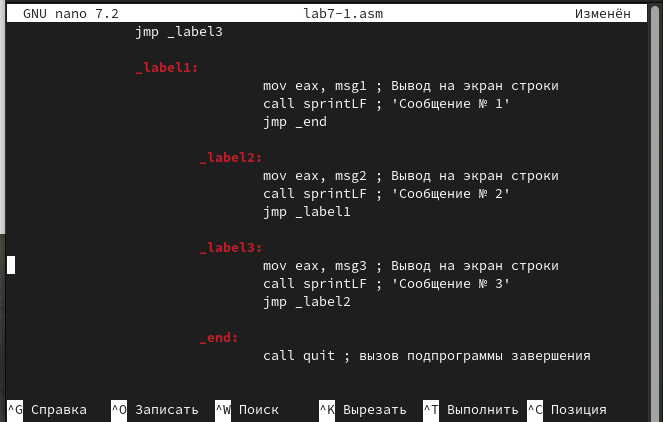 GNU nano 7.2 lab7-1.asm Изменён
jmp _label3
_label1:
mov eax, msg1 ; Вывод на экран строки
call sprintLF ; 'Сообщение № 1'
jmp _end
_label2:
mov eax, msg2 ; Вывод на экран строки
call sprintLF ; 'Сообщение № 2'
jmp _label1
_label3:
mov eax, msg3 ; Вывод на экран строки
call sprintLF ; 'Сообщение № 3'
jmp _label2
_end:
call quit ; вызов подпрограммы завершения
^G Справка ^O Записать ^W Поиск ^K Вырезать ^T Выполнить ^C Позиция